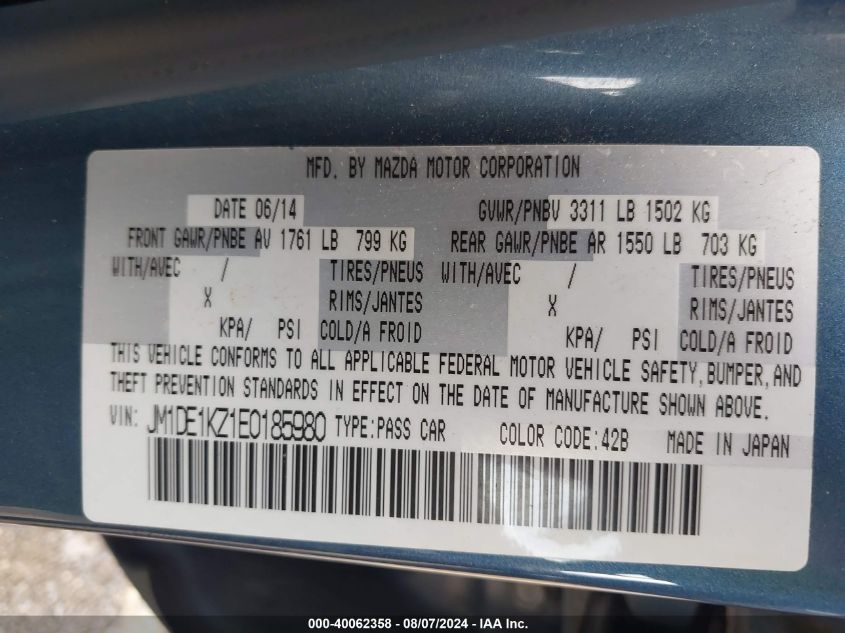 MFD. BY MAZDA MOTOR CORPORATION
DATE 06/14 GVWR/PNBV 3311 LB 1502 KG
FRONT GAWR/PNBE AV 1761 LB 799 KG REAR GAWR/PNBE AR 1550 LB 703 KG
WITH/AVEC / TIRES/PNEUS WITH/AVEC / TIRES/PNEUS
X RIMS/JANTES X RIMS/JANTES
KPA/ PSI COLD/A FROID KPA/ PSI COLD/A FROID
THIS VEHICLE CONFORMS TO ALL APPLICABLE FEDERAL MOTOR VEHICLE SAFETY, BUMPER, AND
THEFT PREVENTION STANDARDS IN EFFECT ON THE DATE OF MANUFACTURE SHOWN ABOVE.
VIN: JM1DE1KZ1E0185980 TYPE:PASS CAR COLOR CODE:42B MADE IN JAPAN
000-40062358 - 08/07/2024 - IAA Inc.